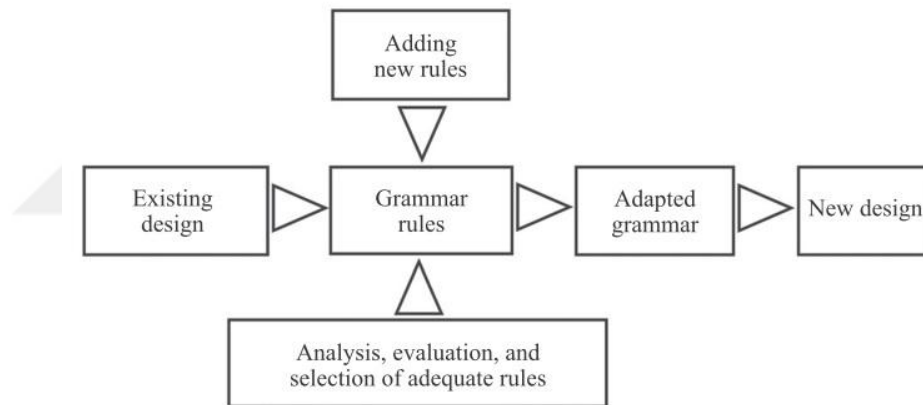 Adding
new rules
Existing
design
Grammar
rules
Adapted
grammar
New design
Analysis, evaluation, and
selection of adequate rules